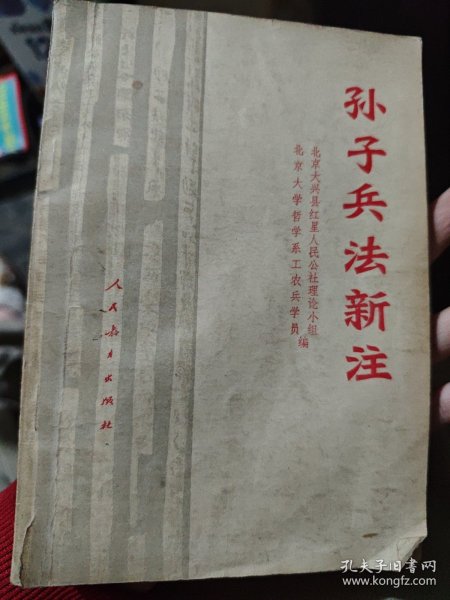 孙子兵法新注
北京大兴县红星人民公社理论小组
北京大学哲学系工农兵学员
编
人民教育出版社
孔夫子旧书网
www.kongfz.com